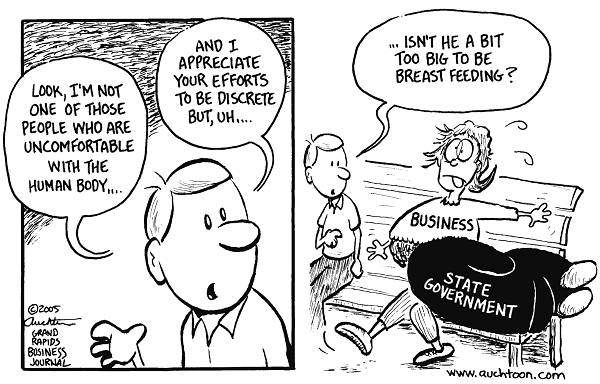 LOOK, I'M NOT
ONE OF THOSE
PEOPLE WHO ARE
UNCOMFORTABLE
WITH THE
HUMAN BODY,...
AND I
APPRECIATE
YOUR EFFORTS
TO BE DISCRETE
BUT, UH....
©2005
Auchter
GRAND
RAPIDS
BUSINESS
JOURNAL
... ISN'T HE A BIT
TOO BIG TO BE
BREAST FEEDING?
BUSINESS
STATE
GOVERNMENT
www.auchtoon.com